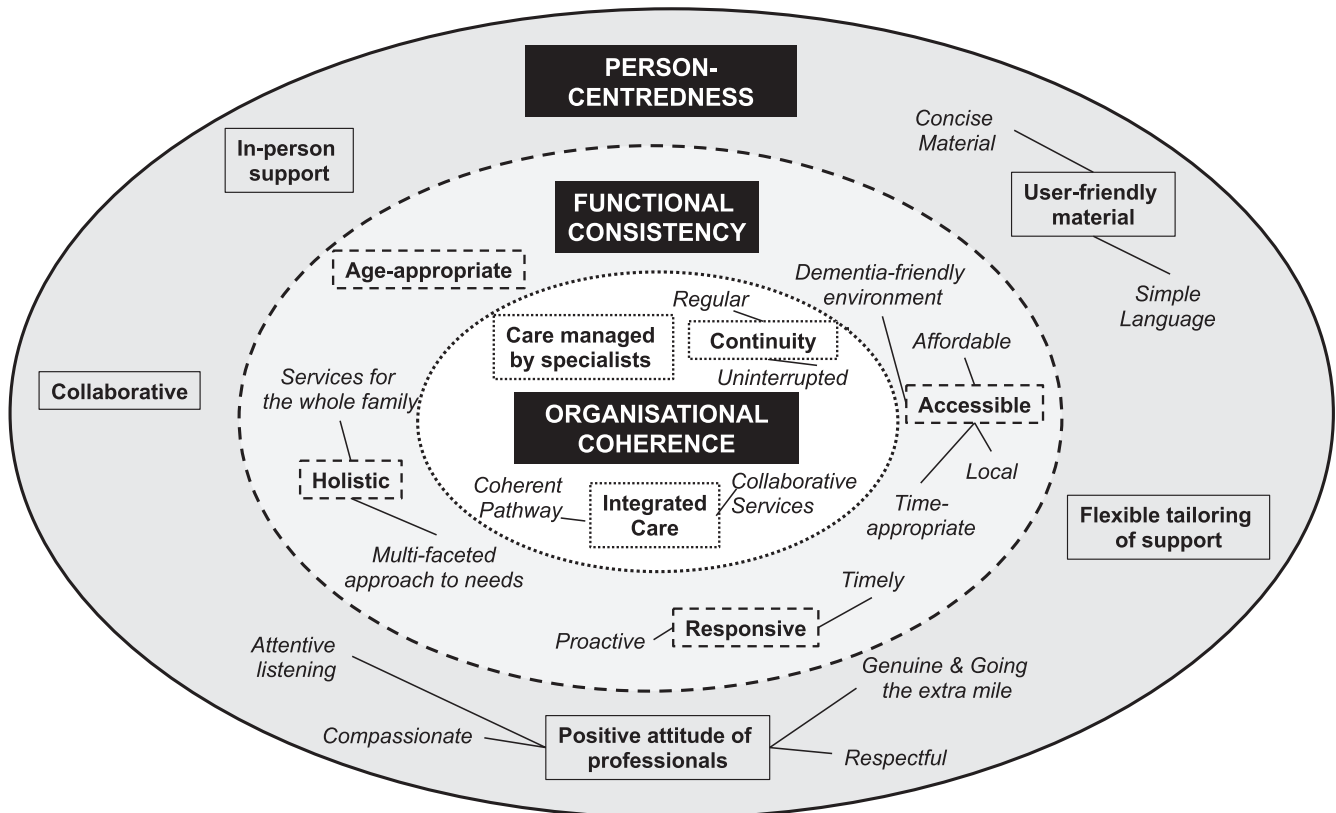 PERSON-
CENTREDNESS
Concise
Material
In-person
support
User-friendly
material
FUNCTIONAL
CONSISTENCY
Age-appropriate
Dementia-friendly
environment
Simple
Language
Regular
Care managed
by specialists
Continuity
Affordable
Uninterrupted
Collaborative
Services for
the whole family
Accessible
ORGANISATIONAL
COHERENCE
Holistic
Local
Coherent
Pathway
Integrated
Care
Collaborative
Services
Time-
appropriate
Flexible tailoring
of support
Multi-faceted
approach to needs
Timely
Proactive
Responsive
Attentive
listening
Genuine & Going
the extra mile
Compassionate
Positive attitude of
professionals
Respectful